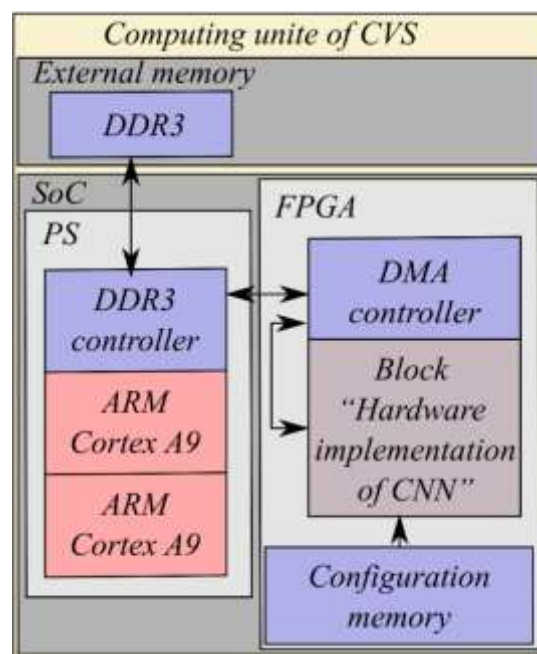 Computing unite of CVS
External memory
DDR3
SoC
PS
DDR3
controller
ARM
Cortex A9
ARM
Cortex A9
FPGA
DMA
controller
Block
“Hardware
implementation
of CNN”
Configuration
memory